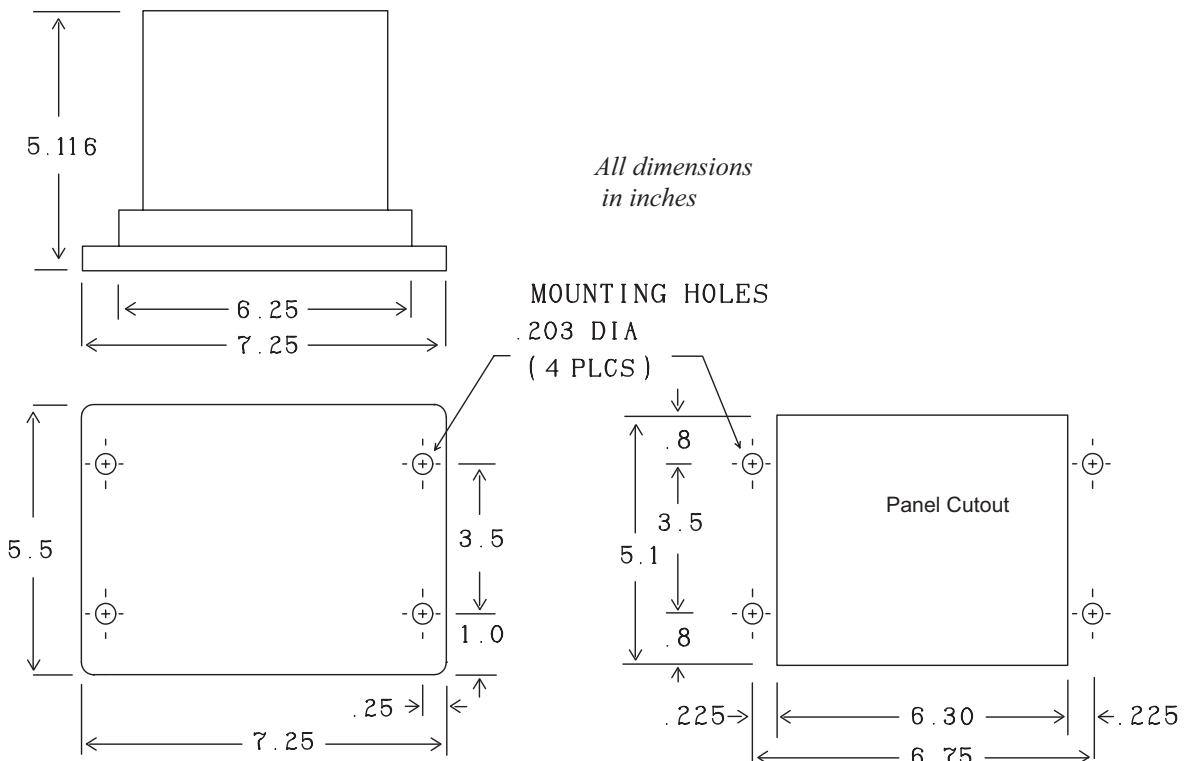 5.116
All dimensions
in inches
6.25
7.25
MOUNTING HOLES
.203 DIA
(4 PLCS)
5.5
3.5
1.0
.25
7.25
.8
3.5
5.1
.8
Panel Cutout
.225
6.30
.225
6.75